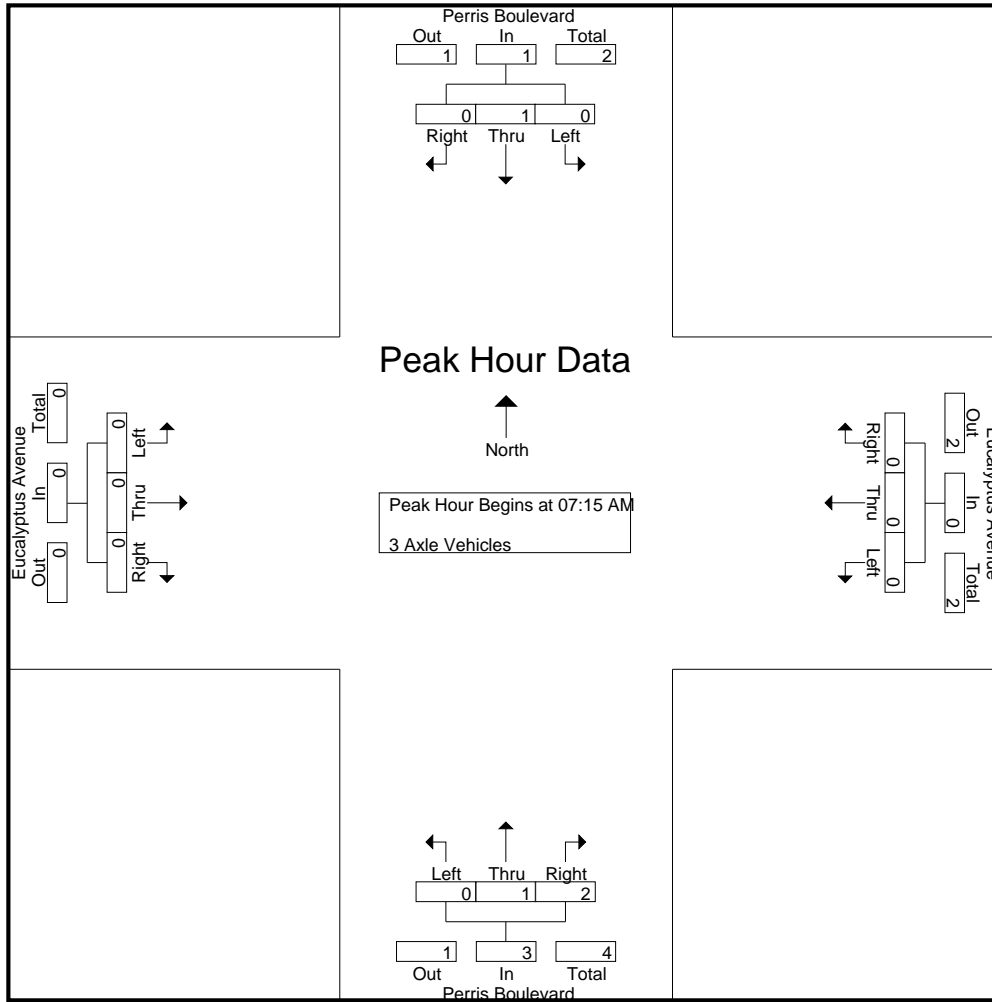 Perris Boulevard
Out In Total
1 1 2
0 1 0
Right Thru Left
Peak Hour Data
North
Peak Hour Begins at 07:15 AM
3 Axle Vehicles
Eucalyptus Avenue
Out In Total
0 0 0
0 0 0
Right Thru Left
Eucalyptus Avenue
Out In Total
2 0 2
0 0 0
Right Thru Left
Left Thru Right
0 1 2
1 3 4
Out In Total
Perris Boulevard